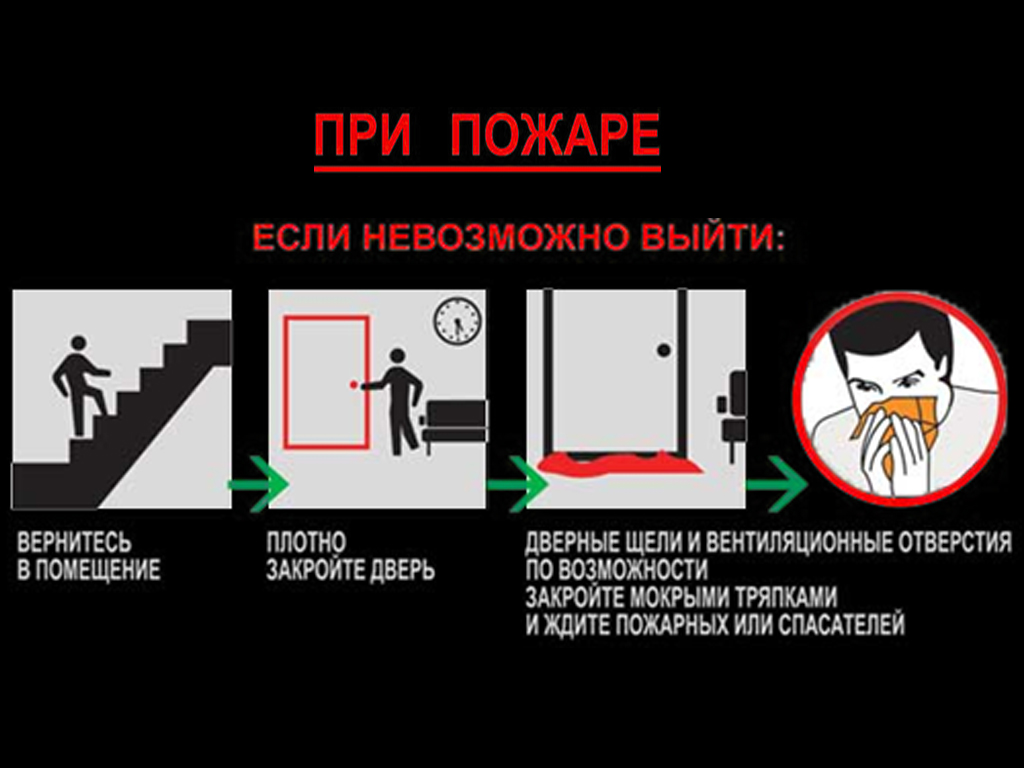 ПРИ ПОЖАРЕ
ЕСЛИ НЕВОЗМОЖНО ВЫЙТИ:
ВЕРНИТЕСЬ
В ПОМЕЩЕНИЕ
ПЛОТНО
ЗАКРОЙТЕ ДВЕРЬ
ДВЕРНЫЕ ЩЕЛИ И ВЕНТИЛЯЦИОННЫЕ ОТВЕРСТИЯ
ПО ВОЗМОЖНОСТИ
ЗАКРОЙТЕ МОКРЫМИ ТРЯПКАМИ
И ЖДИТЕ ПОЖАРНЫХ ИЛИ СПАСАТЕЛЕЙ